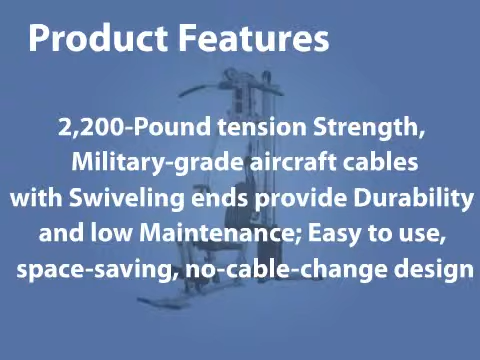 Product Features
2,200-Pound tension Strength,
Military-grade aircraft cables
with Swiveling ends provide Durability
and low Maintenance; Easy to use,
space-saving, no-cable-change design